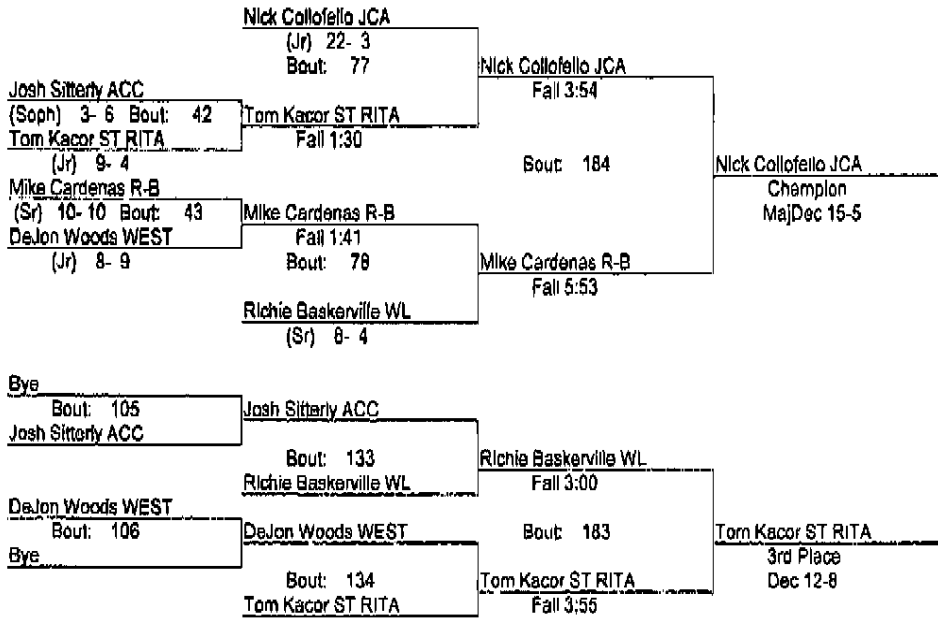 Nick Collofello JCA
(Jr) 22- 3
Bout: 77
Nick Collofello JCA
Fall 3:54
Josh Sitterly ACC
(Soph) 3- 6 Bout: 42
Tom Kacor ST RITA
Tom Kacor ST RITA
Fall 1:30
(Jr) 9- 4
Bout: 184
Nick Collofello JCA
Champion
MajDec 15-5
Mike Cardenas R-B
(Sr) 10- 10 Bout: 43
Mike Cardenas R-B
DeJon Woods WEST
Fall 1:41
(Jr) 8- 9
Bout: 78
Mike Cardenas R-B
Fall 5:53
Richie Baskerville WL
(Sr) 8- 4
Bye
Bout: 105
Josh Sitterly ACC
Josh Sitterly ACC
Bout: 133
Richie Baskerville WL
Richie Baskerville WL
Fall 3:00
DeJon Woods WEST
Bout: 106
DeJon Woods WEST
Bout: 183
Tom Kacor ST RITA
Bye
3rd Place
Bout: 134
Tom Kacor ST RITA
Dec 12-8
Tom Kacor ST RITA
Fall 3:55